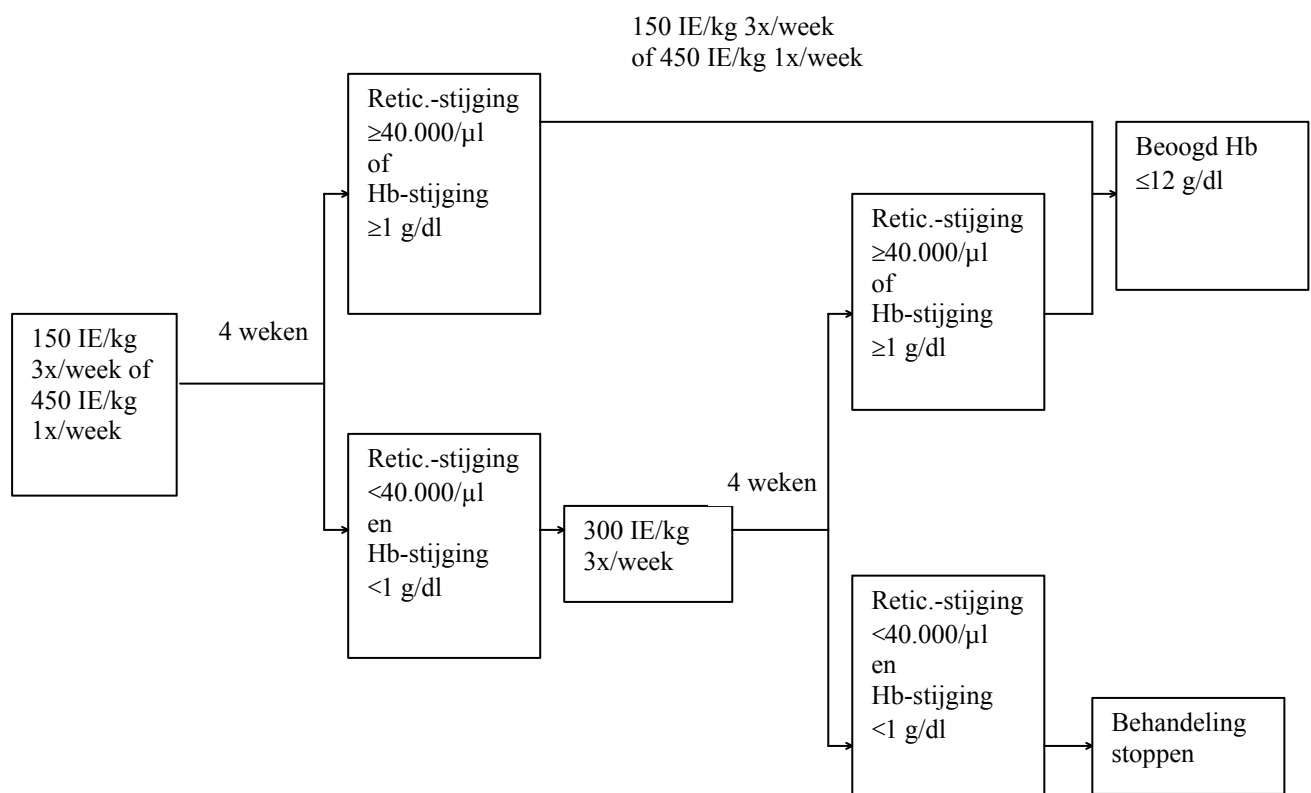 150 IE/kg 3x/week
of 450 IE/kg 1x/week
Retic.-stijging
≥40.000/µl
of
Hb-stijging
≥1 g/dl
Beoogd Hb
≤12 g/dl
Retic.-stijging
≥40.000/µl
of
Hb-stijging
≥1 g/dl
150 IE/kg
3x/week of
450 IE/kg
1x/week
4 weken
Retic.-stijging
<40.000/µl
en
Hb-stijging
<1 g/dl
300 IE/kg
3x/week
4 weken
Retic.-stijging
<40.000/µl
en
Hb-stijging
<1 g/dl
Behandeling
stoppen